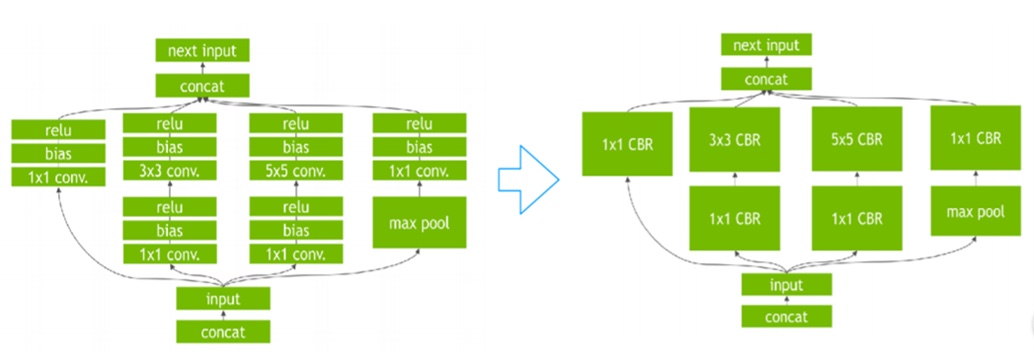 next input
concat
relu
bias
1x1 conv.
relu
bias
3x3 conv.
relu
bias
1x1 conv.
relu
bias
5x5 conv.
relu
bias
1x1 conv.
relu
bias
1x1 conv.
max pool
input
concat
next input
concat
1x1 CBR
3x3 CBR
1x1 CBR
5x5 CBR
1x1 CBR
1x1 CBR
max pool
input
concat